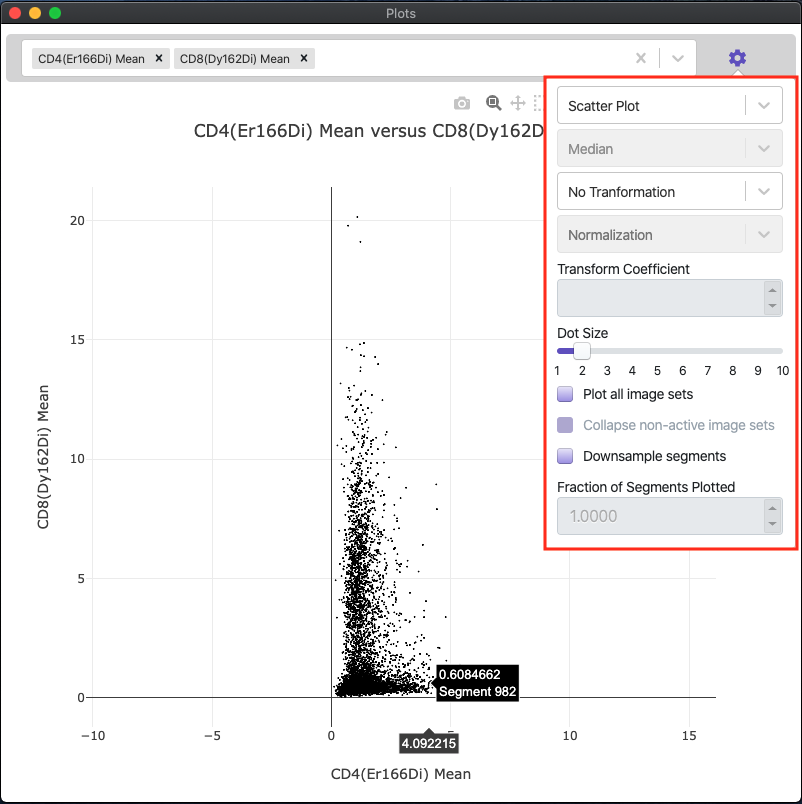 Plots
CD4(Er166Di) Mean × CD8(Dy162Di) Mean ×
CD4(Er166Di) Mean versus CD8(Dy162D
Scatter Plot
Median
No Tranformation
Normalization
Transform Coefficient
Dot Size
1 2 3 4 5 6 7 8 9 10
Plot all image sets
Collapse non-active image sets
Downsample segments
Fraction of Segments Plotted
1.0000
20
15
10
5
0
CD8(Dy162Di) Mean
0.6084662
Segment 982
−10 −5 0 5 10 15
4.092215
CD4(Er166Di) Mean